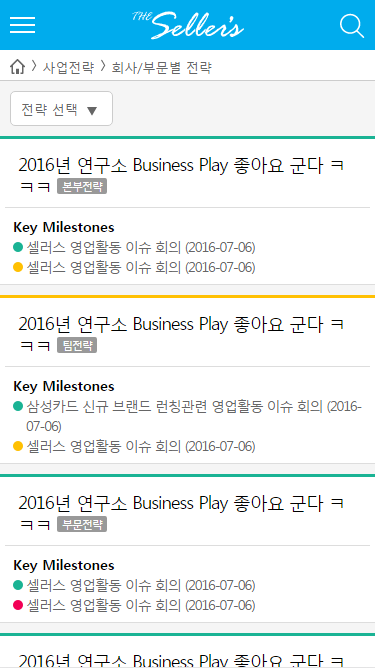 THE Seller's
사업전략 회사/부문별 전략
전략 선택 ▼
2016년 연구소 Business Play 좋아요 군다 ㅋ
ㅋㅋ 본부전략
Key Milestones
셀러스 영업활동 이슈 회의 (2016-07-06)
셀러스 영업활동 이슈 회의 (2016-07-06)
2016년 연구소 Business Play 좋아요 군다 ㅋ
ㅋㅋ 팀전략
Key Milestones
삼성카드 신규 브랜드 런칭관련 영업활동 이슈 회의 (2016-
07-06)
셀러스 영업활동 이슈 회의 (2016-07-06)
2016년 연구소 Business Play 좋아요 군다 ㅋ
ㅋㅋ 부문전략
Key Milestones
셀러스 영업활동 이슈 회의 (2016-07-06)
셀러스 영업활동 이슈 회의 (2016-07-06)
2016년 연구소 Business Play 좋아요 군다 ㅋ